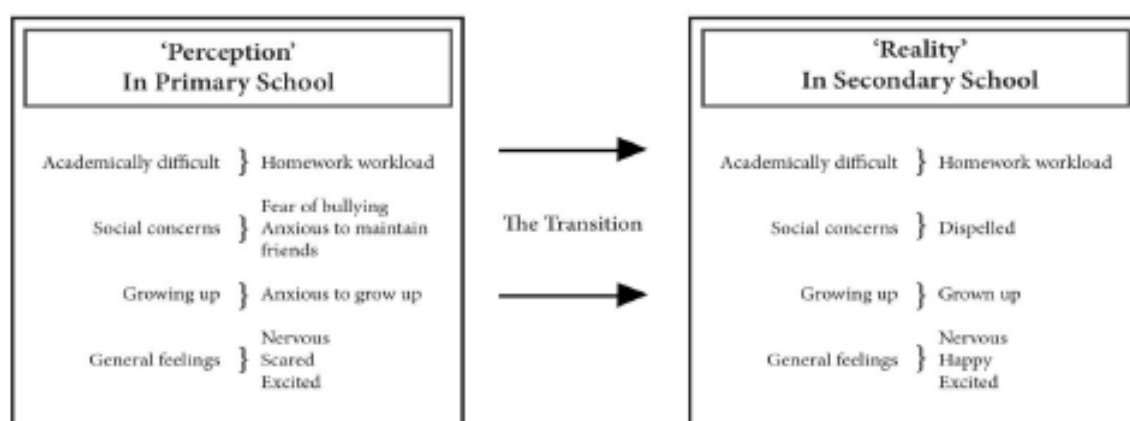 'Perception'
In Primary School
Academically difficult } Homework workload
Social concerns } Fear of bullying
Anxious to maintain
friends
Growing up } Anxious to grow up
General feelings } Nervous
Scared
Excited
The Transition
'Reality'
In Secondary School
Academically difficult } Homework workload
Social concerns } Dispelled
Growing up } Grown up
General feelings } Nervous
Happy
Excited